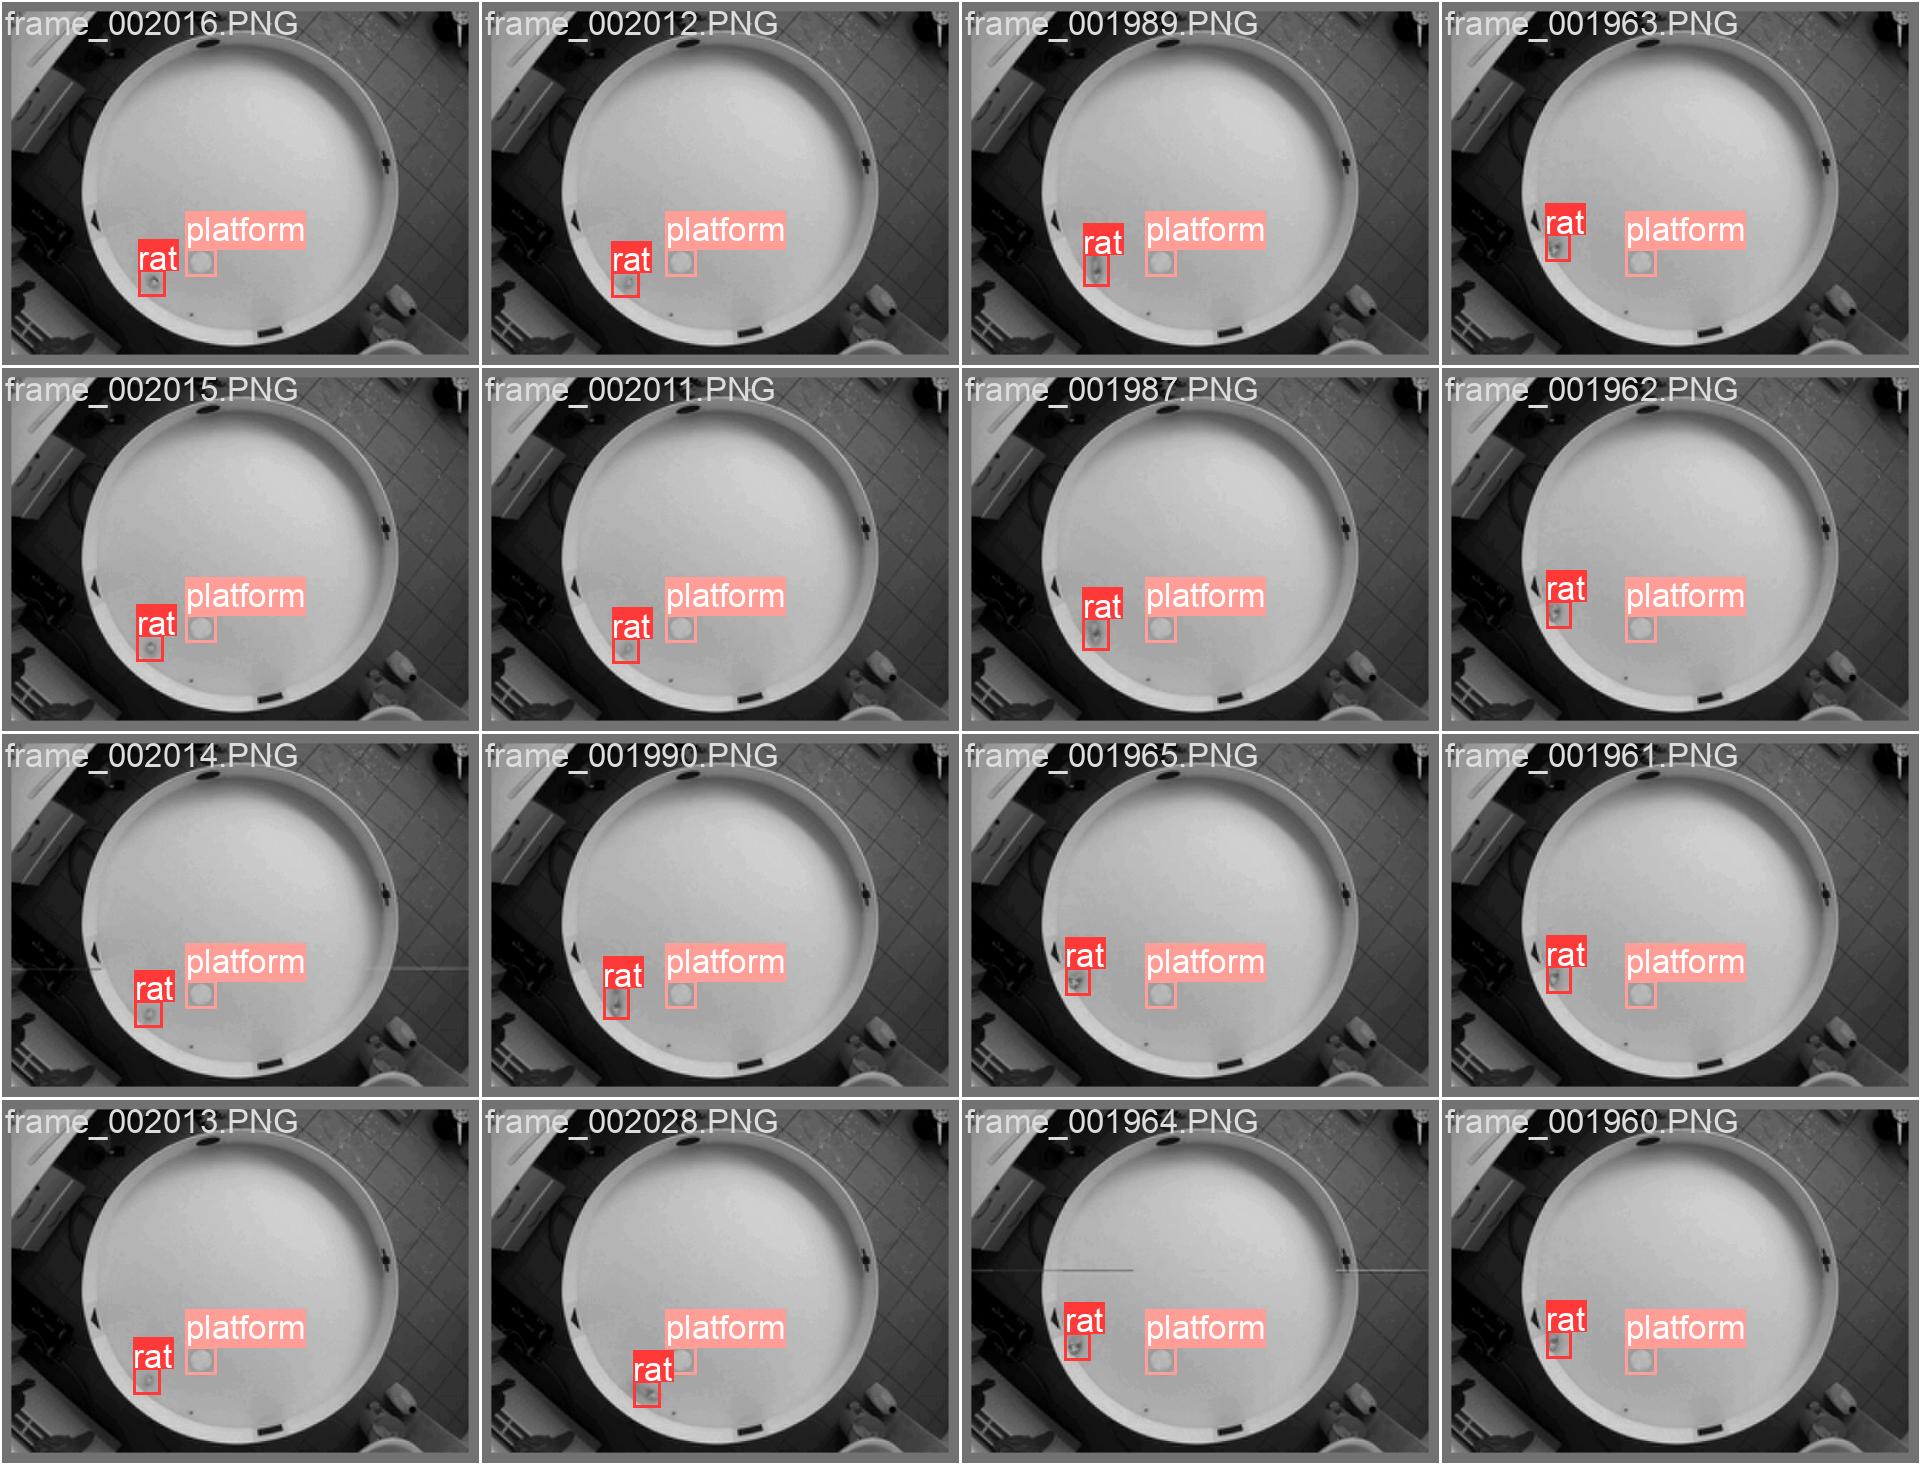 frame_002016.PNG
platform
rat
frame_002012.PNG
platform
rat
frame_001989.PNG
platform
rat
frame_001963.PNG
platform
rat
frame_002015.PNG
platform
rat
frame_002011.PNG
platform
rat
frame_001987.PNG
platform
rat
frame_001962.PNG
platform
rat
frame_002014.PNG
platform
rat
frame_001990.PNG
platform
rat
frame_001965.PNG
platform
rat
frame_001961.PNG
platform
rat
frame_002013.PNG
platform
rat
frame_002028.PNG
platform
rat
frame_001964.PNG
platform
rat
frame_001960.PNG
platform
rat